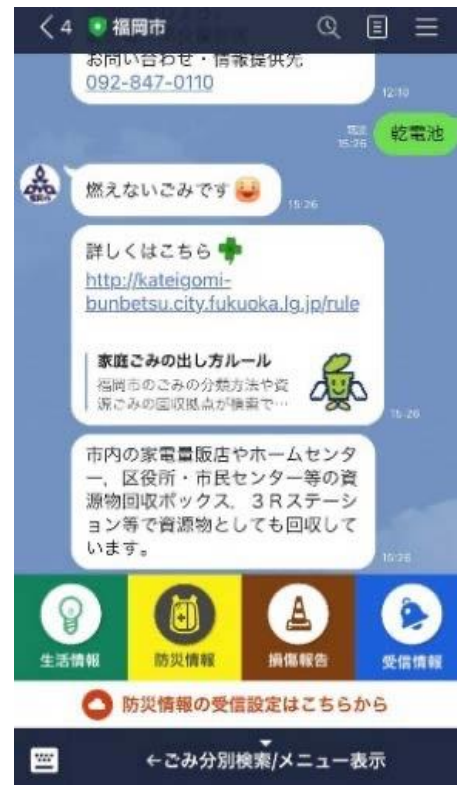 4 福岡市
お問い合わせ・情報提供先
092-847-0110
12:10
既読
15:26
乾電池
燃えないごみです
15:26
詳しくはこちら
http://kateigomi-
bunbetsu.city.fukuoka.lg.jp/rule
家庭ごみの出し方ルール
福岡市のごみの分類方法や資
源ごみの回収拠点が検索で…
15:26
市内の家電量販店やホームセンタ
ー、区役所・市民センター等の資
源物回収ボックス、３Ｒステーシ
ョン等で資源物としても回収して
います。
15:26
生活情報 防災情報 損傷報告 受信情報
防災情報の受信設定はこちらから
←ごみ分別検索/メニュー表示